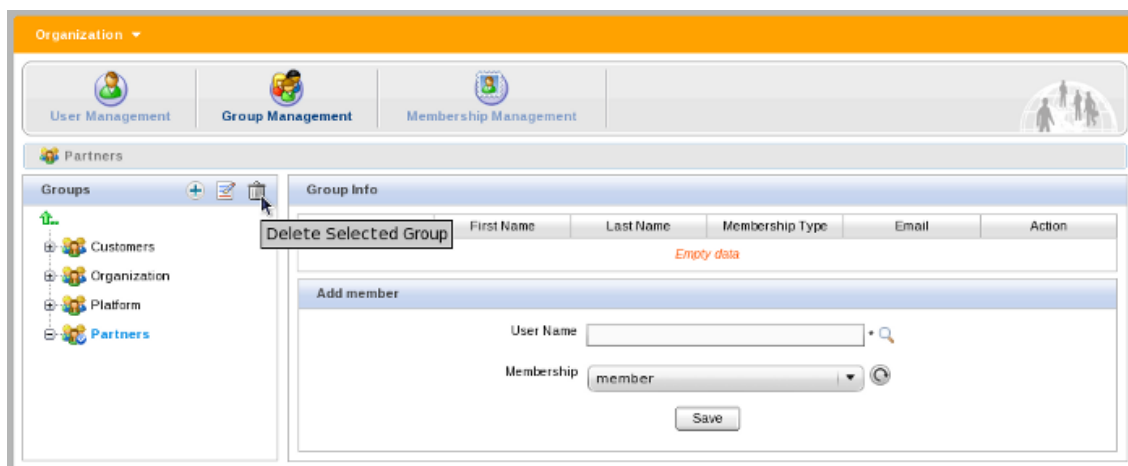 Organization
User Management
Group Management
Membership Management
Partners
Groups
Group Info
Delete Selected Group
First Name
Last Name
Membership Type
Email
Action
Empty data
Customers
Organization
Platform
Partners
Add member
User Name
*
Membership
member
Save